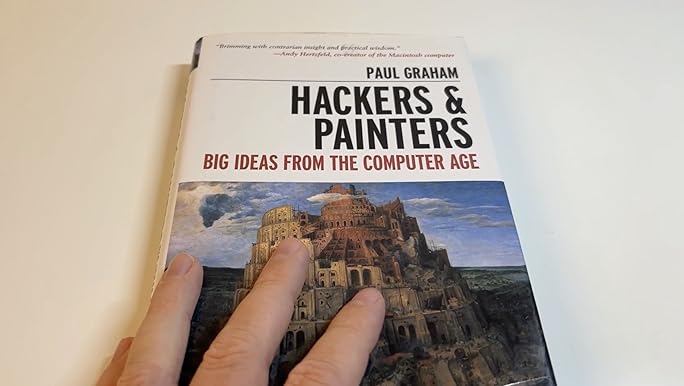 "Brimming with contrarian insight and practical wisdom."
—Andy Hertzfeld, co-creator of the Macintosh computer
PAUL GRAHAM
HACKERS &
PAINTERS
BIG IDEAS FROM THE COMPUTER AGE